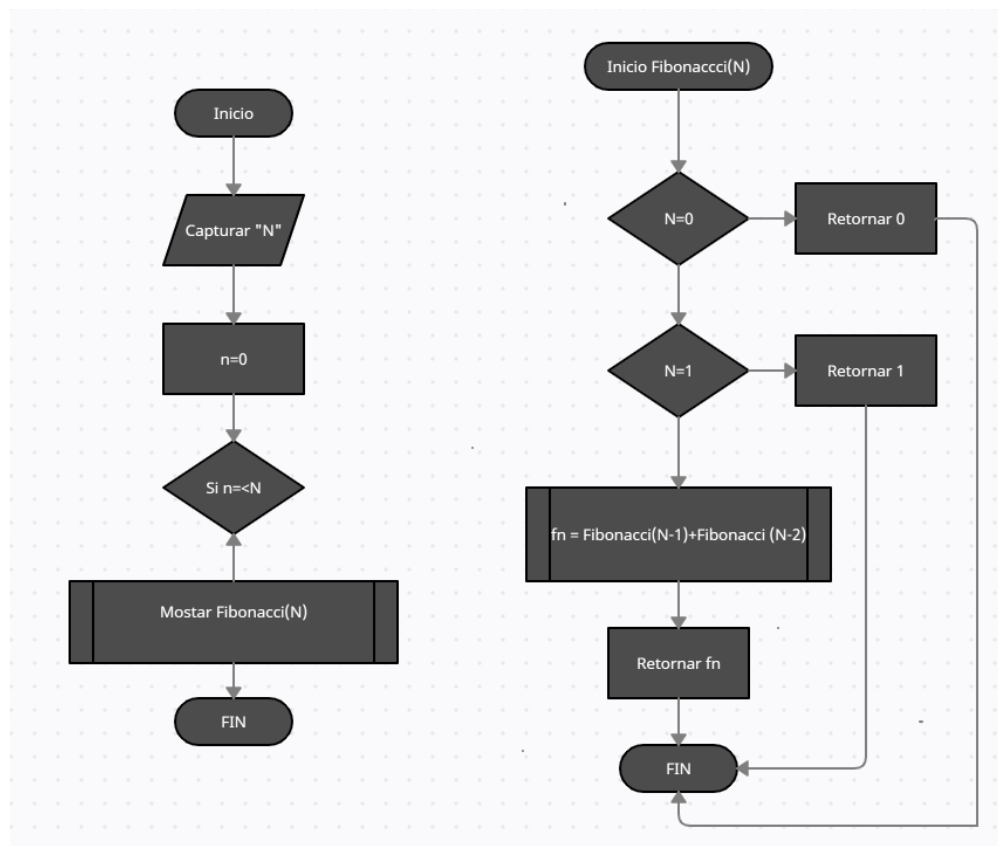 Inicio
Capturar "N"
n=0
Si n=<N
Mostar Fibonacci(N)
FIN
Inicio Fibonaccci(N)
N=0
Retornar 0
N=1
Retornar 1
fn = Fibonacci(N-1)+Fibonacci (N-2)
Retornar fn
FIN